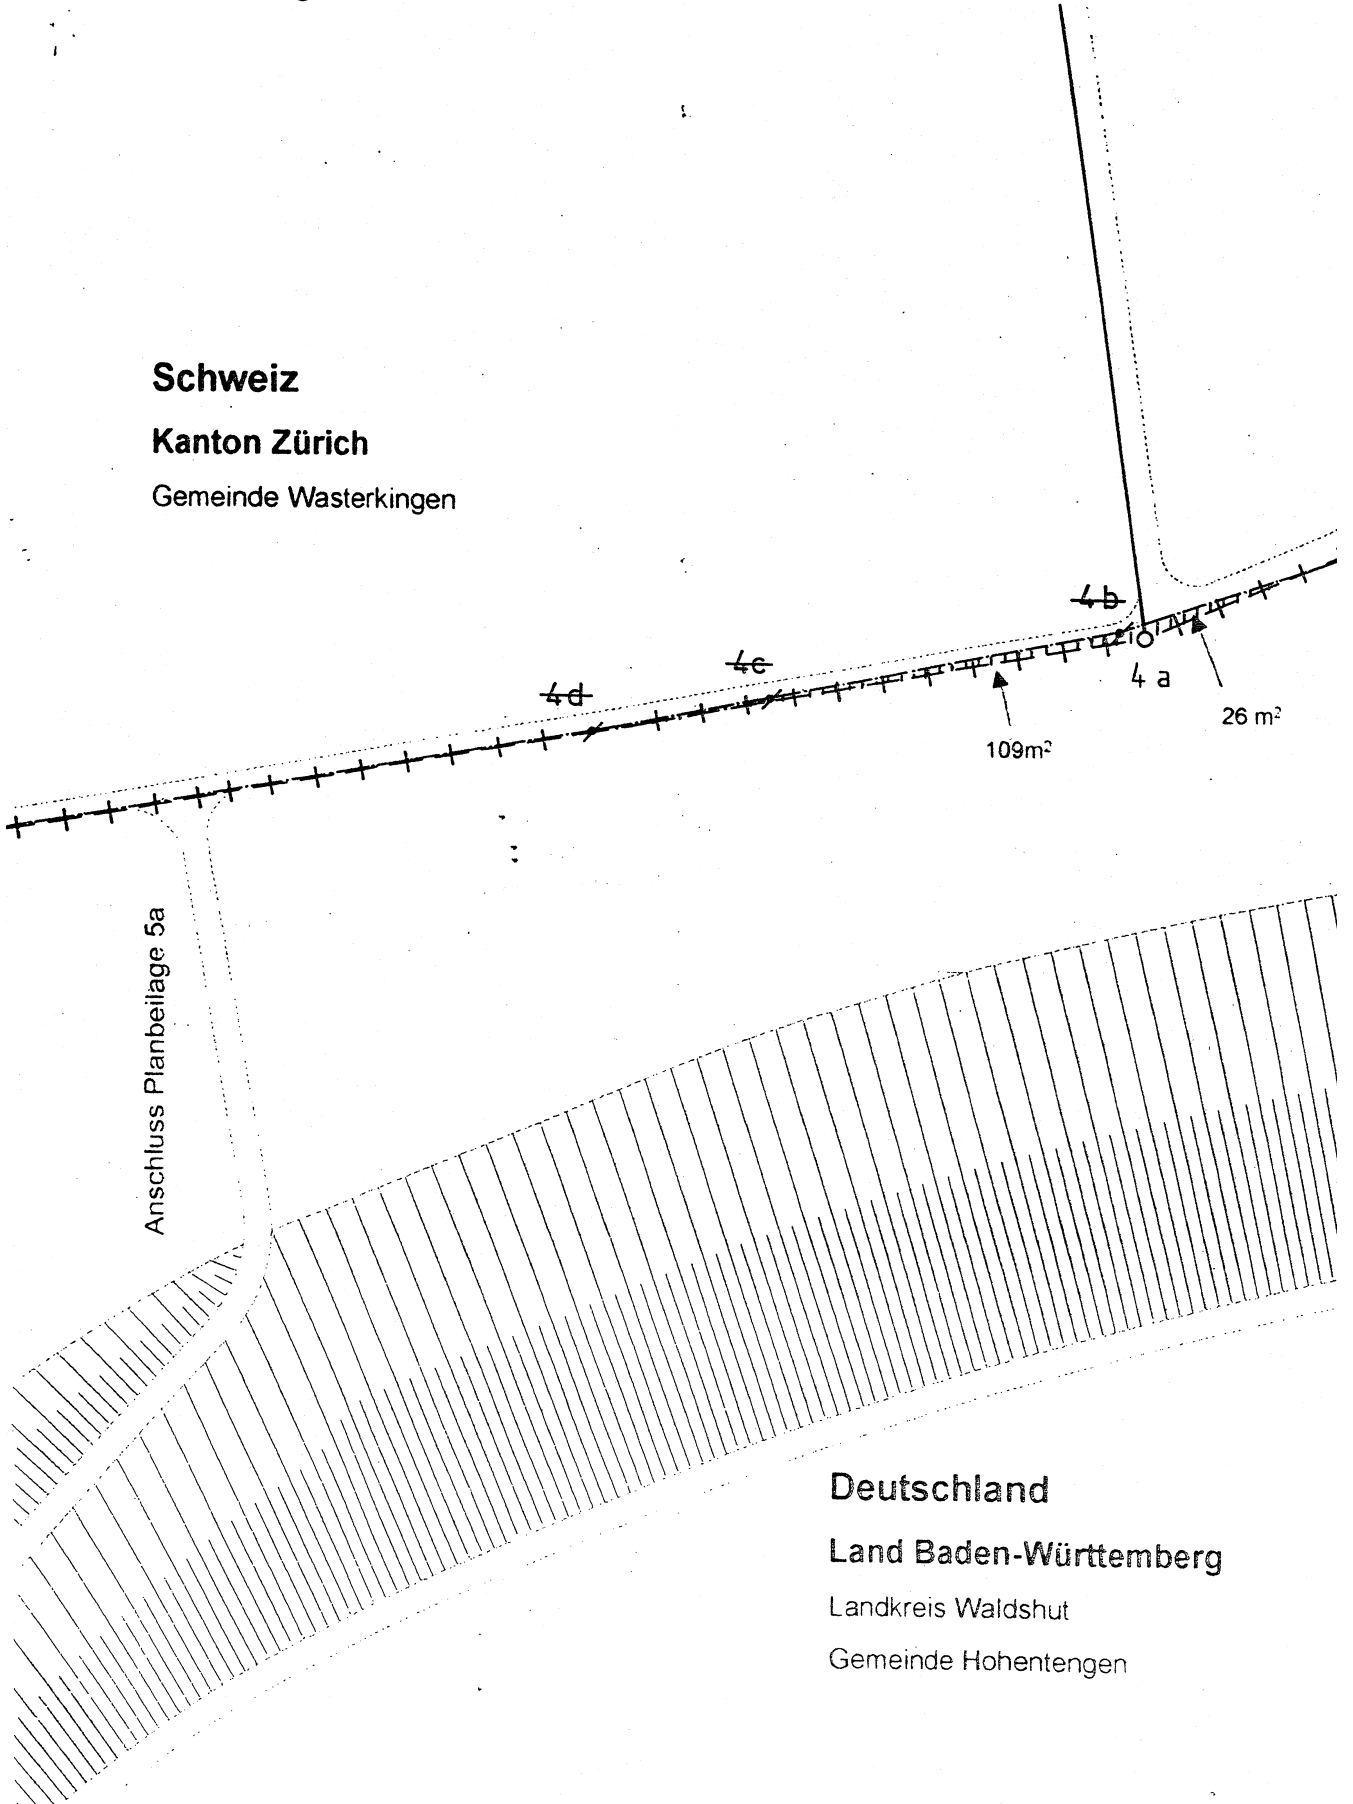 Schweiz
Kanton Zürich
Gemeinde Wasterkingen
4b
4c
4d
4 a
26 m²
109m²
Anschluss Planbeilage 5a
Deutschland
Land Baden-Württemberg
Landkreis Waldshut
Gemeinde Hohentengen